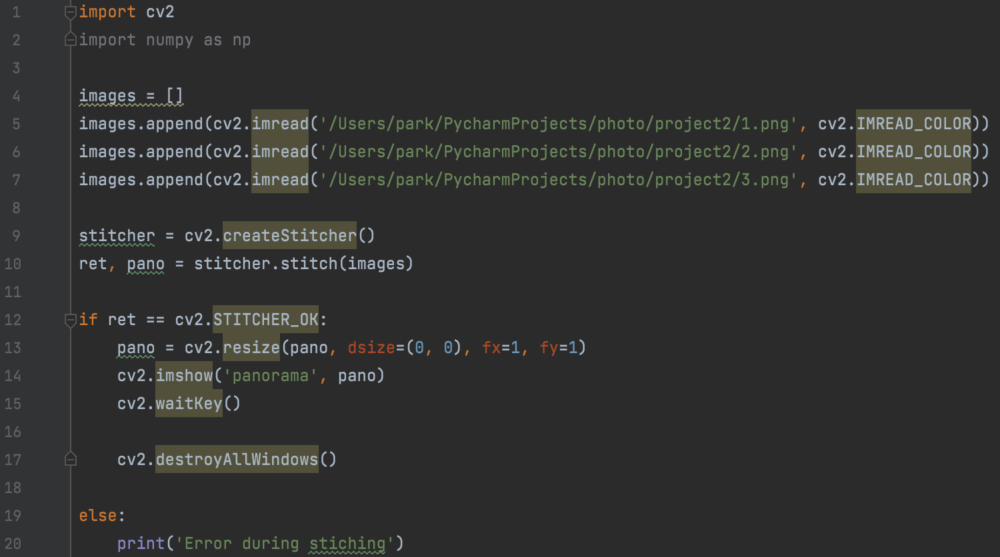 1 import cv2
2 import numpy as np
3
4 images = []
5 images.append(cv2.imread('/Users/park/PycharmProjects/photo/project2/1.png', cv2.IMREAD_COLOR))
6 images.append(cv2.imread('/Users/park/PycharmProjects/photo/project2/2.png', cv2.IMREAD_COLOR))
7 images.append(cv2.imread('/Users/park/PycharmProjects/photo/project2/3.png', cv2.IMREAD_COLOR))
8
9 stitcher = cv2.createStitcher()
10 ret, pano = stitcher.stitch(images)
11
12 if ret == cv2.STITCHER_OK:
13     pano = cv2.resize(pano, dsize=(0, 0), fx=1, fy=1)
14     cv2.imshow('panorama', pano)
15     cv2.waitKey()
16
17     cv2.destroyAllWindows()
18
19 else:
20     print('Error during stiching')